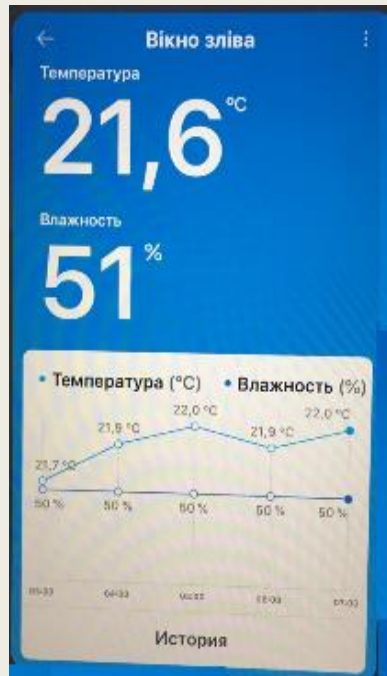 Вікно зліва
Температура
21,6 °C
Влажность
51 %
• Температура (°C) • Влажность (%)
22,0 °C 22,0 °C
21,9 °C 21,9 °C
21,7 °C
50 % 50 % 50 % 50 % 50 %
История